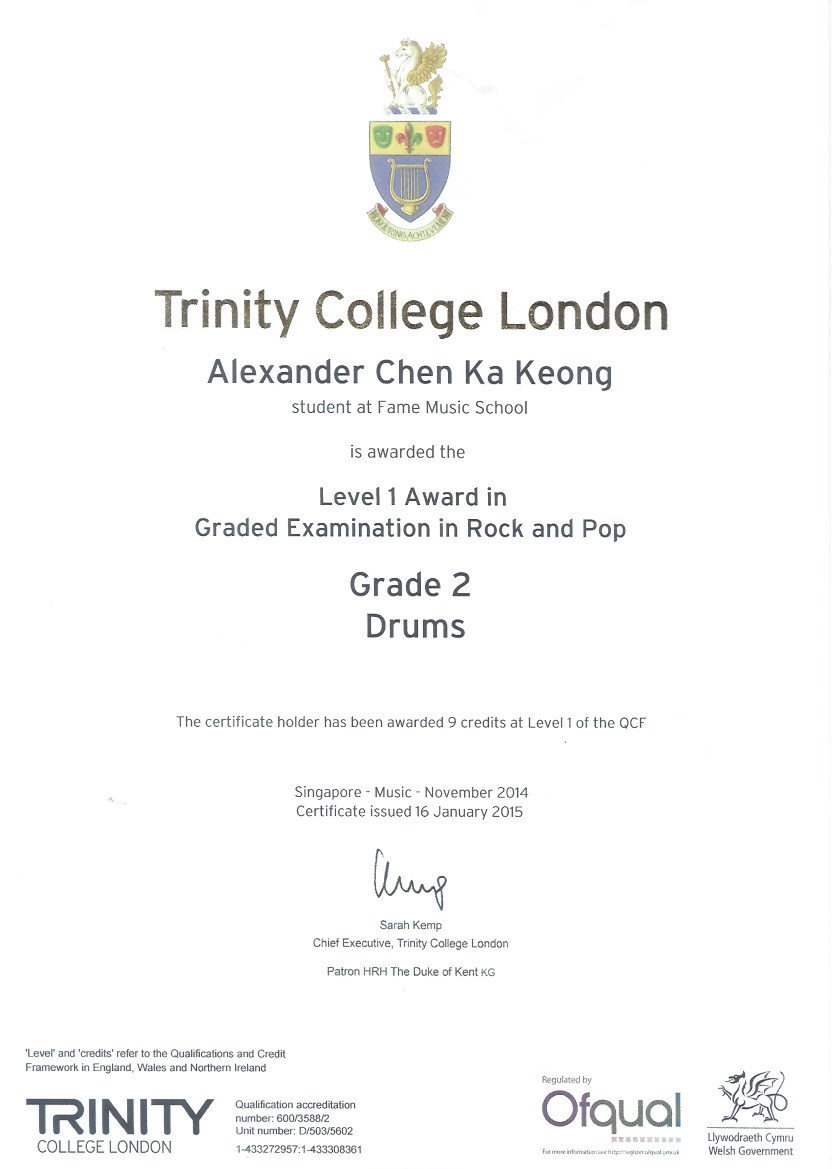 HONOURING ACHIEVEMENT
Trinity College London
Alexander Chen Ka Keong
student at Fame Music School
is awarded the
Level 1 Award in
Graded Examination in Rock and Pop
Grade 2
Drums
The certificate holder has been awarded 9 credits at Level 1 of the QCF
Singapore - Music - November 2014
Certificate issued 16 January 2015
Sarah Kemp
Chief Executive, Trinity College London
Patron HRH The Duke of Kent KG
'Level' and 'credits' refer to the Qualifications and Credit
Framework in England, Wales and Northern Ireland
TRINITY
COLLEGE LONDON
Qualification accreditation
number: 600/3588/2
Unit number: D/503/5602
1-433272957:1-433308361
Regulated by
Ofqual
For more information see http://register.ofqual.gov.uk
Llywodraeth Cymru
Welsh Government